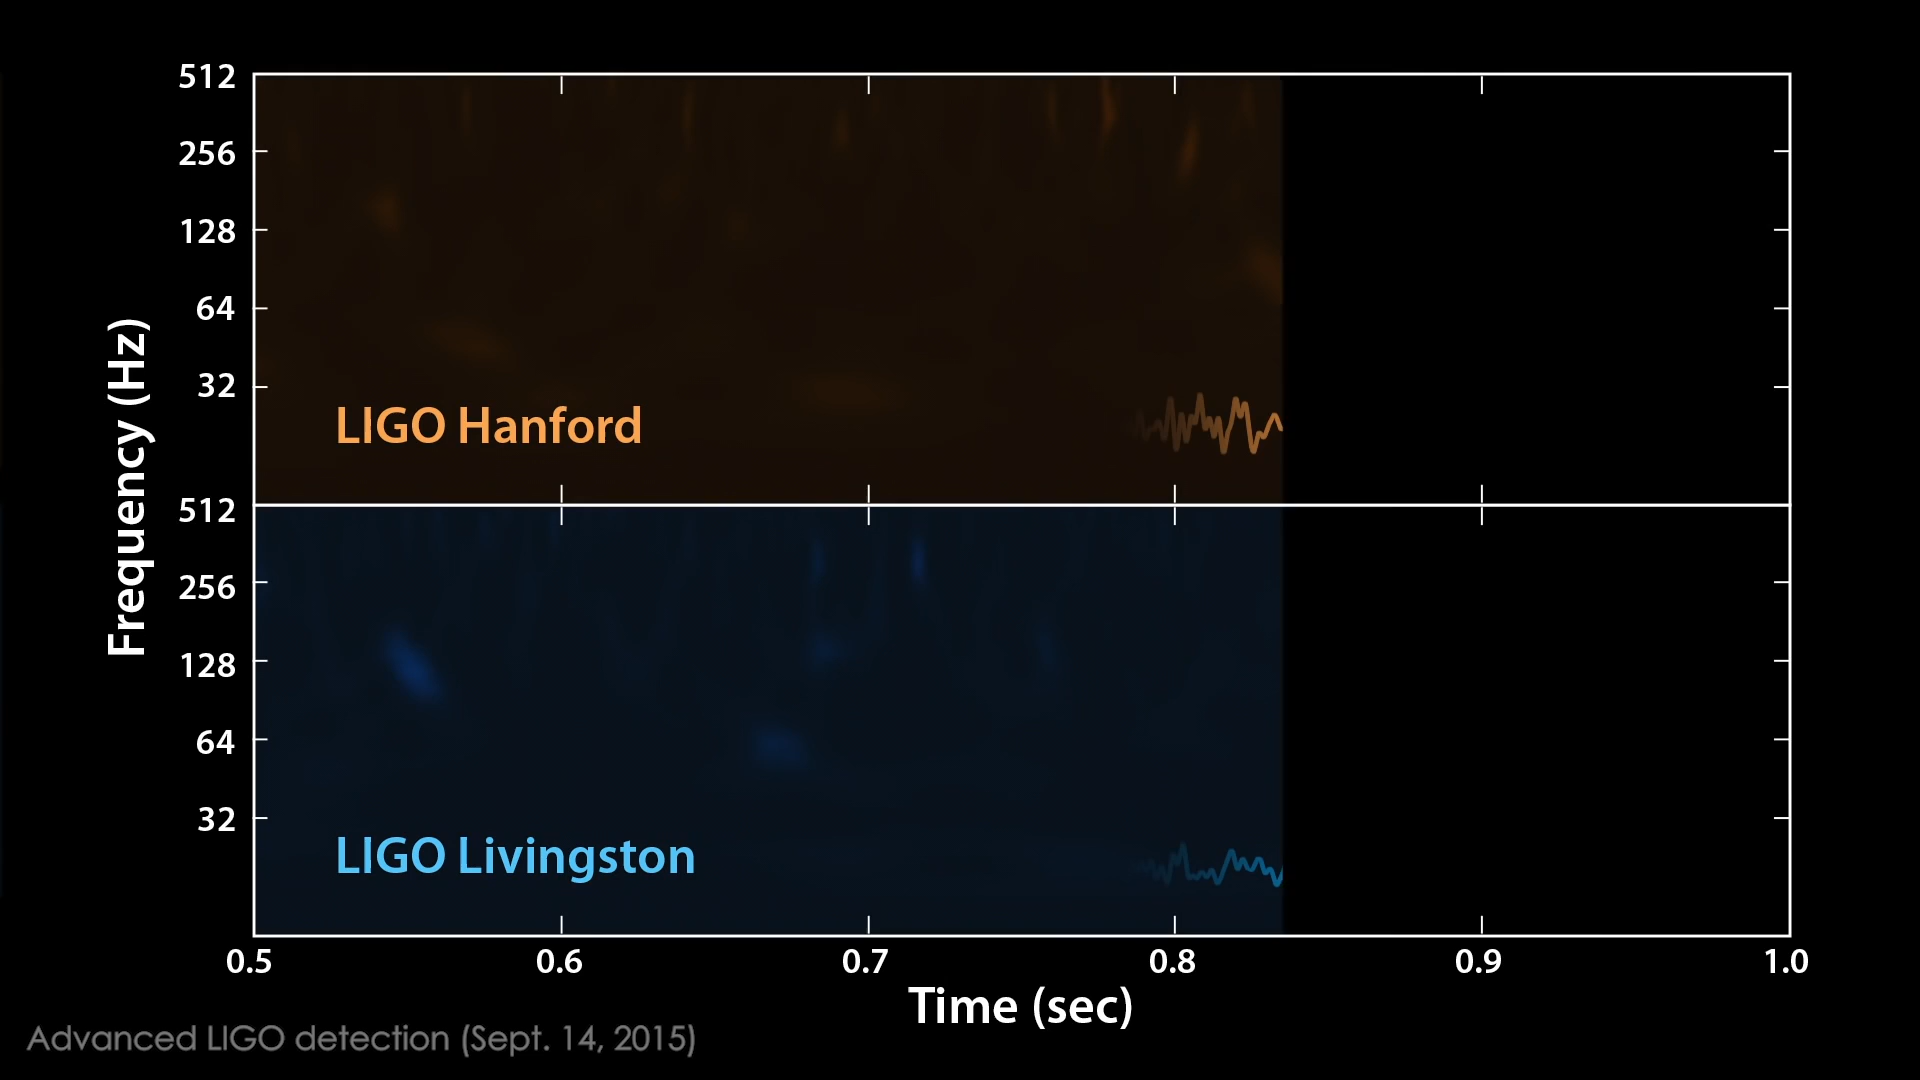 Frequency (Hz)
512
256
128
64
32
LIGO Hanford
512
256
128
64
32
LIGO Livingston
0.5 0.6 0.7 0.8 0.9 1.0
Time (sec)
Advanced LIGO detection (Sept. 14, 2015)